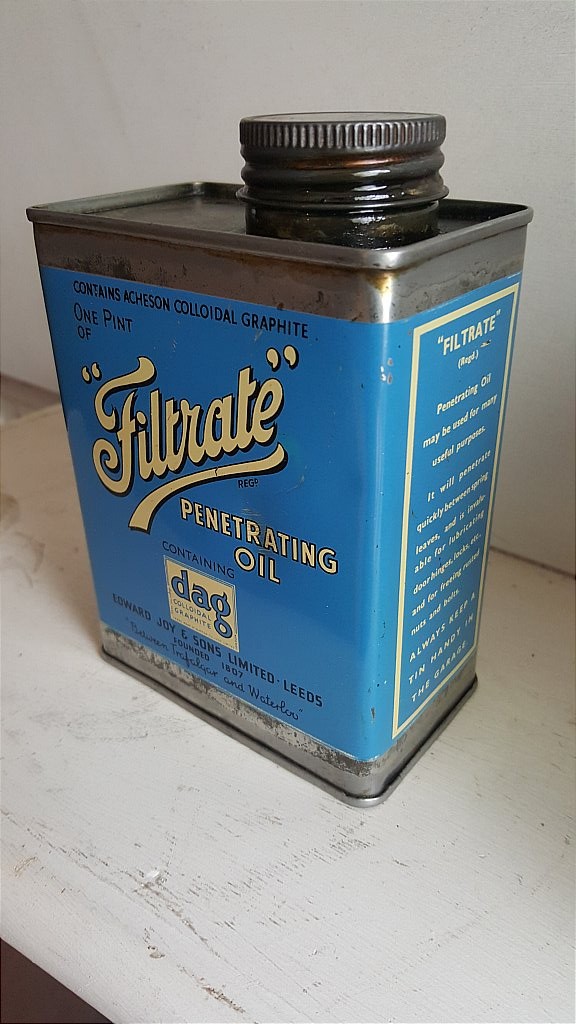 CONTAINS ACHESON COLLOIDAL GRAPHITE
ONE PINT
OF
"Filtrate"
REGD
PENETRATING
OIL
CONTAINING
dag
COLLOIDAL
GRAPHITE
EDWARD JOY & SONS LIMITED · LEEDS
FOUNDED 1807
"Between Trafalgar and Waterloo"
"FILTRATE"
(Regd.)
Penetrating Oil
may be used for many
useful purposes.
It will penetrate
quickly between spring
leaves, and is invalu-
able for lubricating
door hinges, locks, etc.,
and for freeing rusted
nuts and bolts.
ALWAYS KEEP A
TIN HANDY IN
THE GARAGE